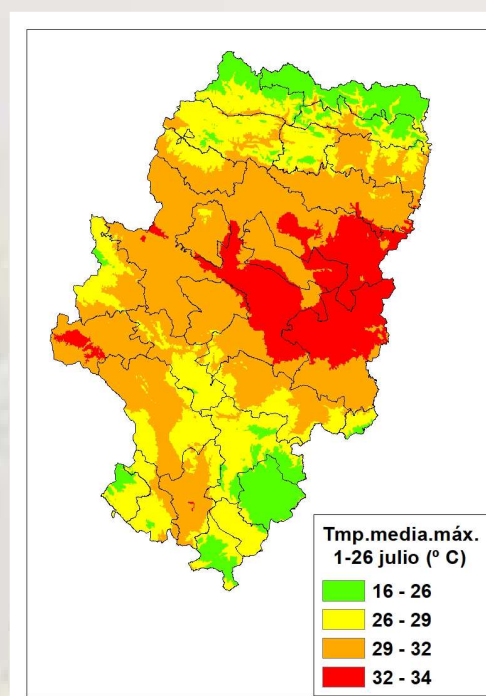 Tmp.media.máx.
1-26 julio (º C)
16 - 26
26 - 29
29 - 32
32 - 34